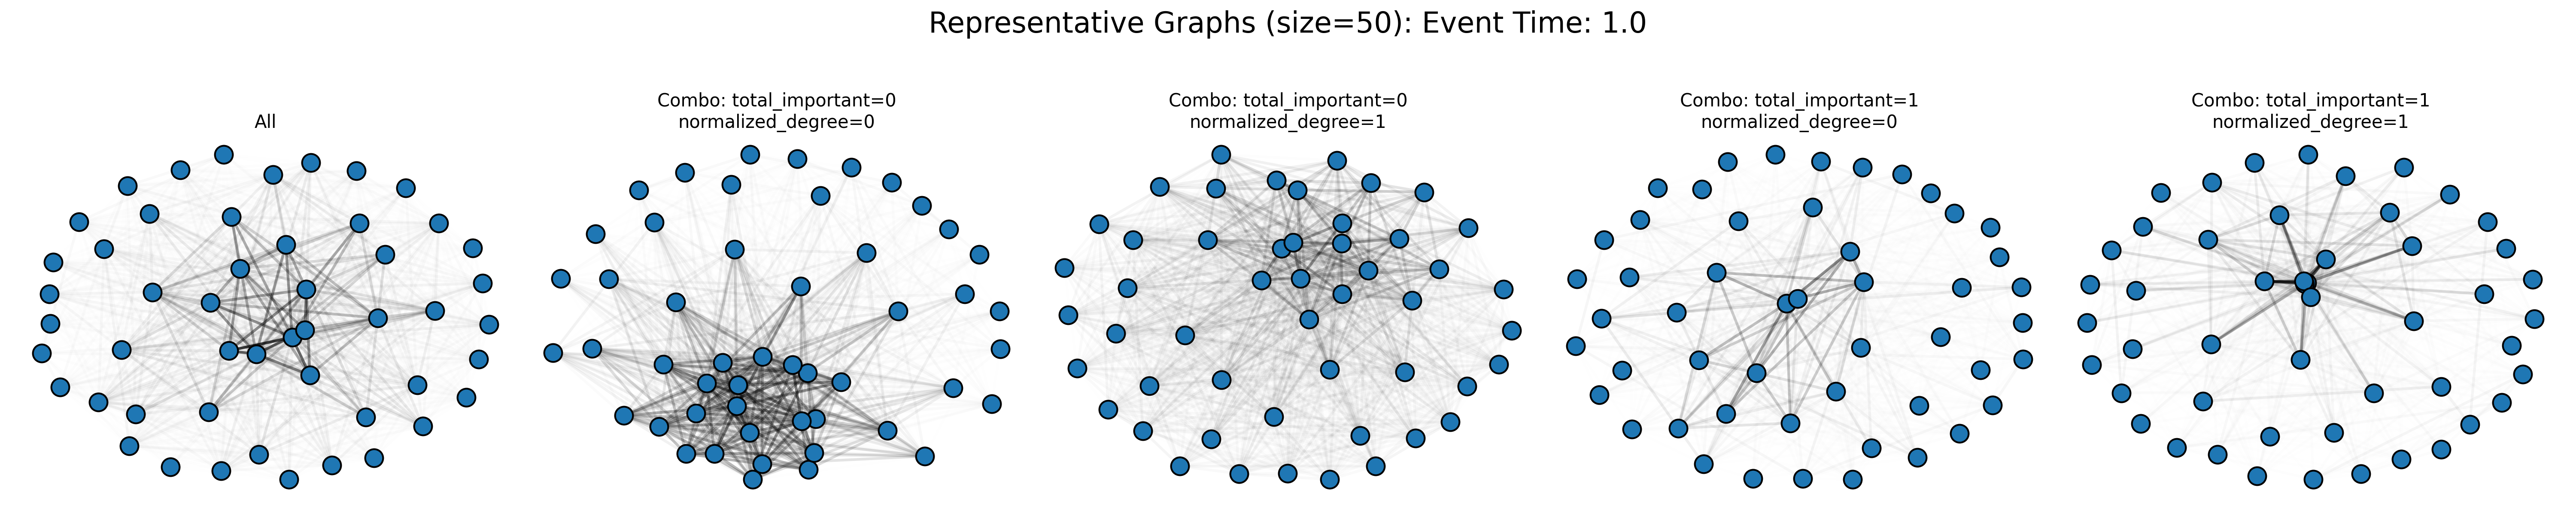 Representative Graphs (size=50): Event Time: 1.0
All
Combo: total_important=0
normalized_degree=0
Combo: total_important=0
normalized_degree=1
Combo: total_important=1
normalized_degree=0
Combo: total_important=1
normalized_degree=1